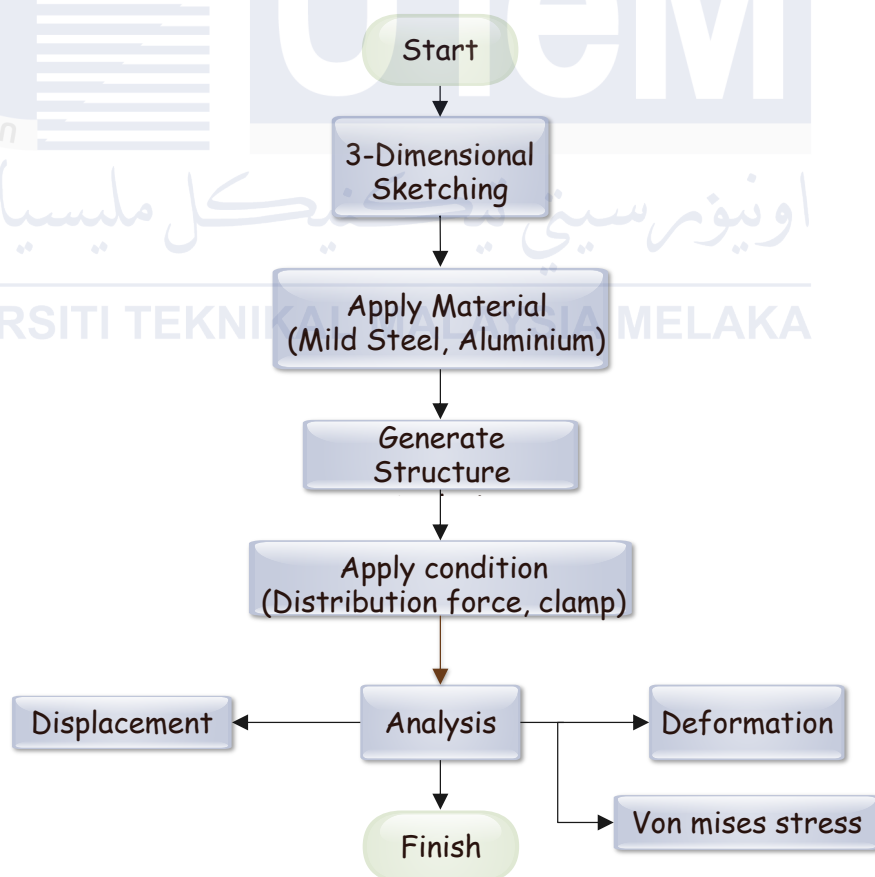 UTeM
Start
3-Dimensional
Sketching
اونيۏرسيتي تيكنيكل مليسيا
Apply Material
(Mild Steel, Aluminium)
RSITI TEKNIKAL MALAYSIA MELAKA
Generate
Structure
Apply condition
(Distribution force, clamp)
Displacement
Analysis
Deformation
Von mises stress
Finish